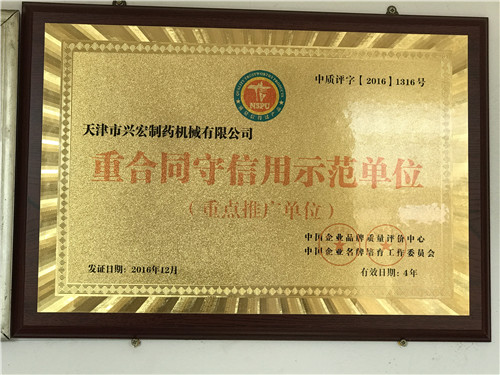 中质评字【2016】1316号
NSPU
天津市兴宏制药机械有限公司
重合同守信用示范单位
（重点推广单位）
中国企业品牌质量评价中心
中国企业名牌培育工作委员会
发证日期：2016年12月
有效日期：4年